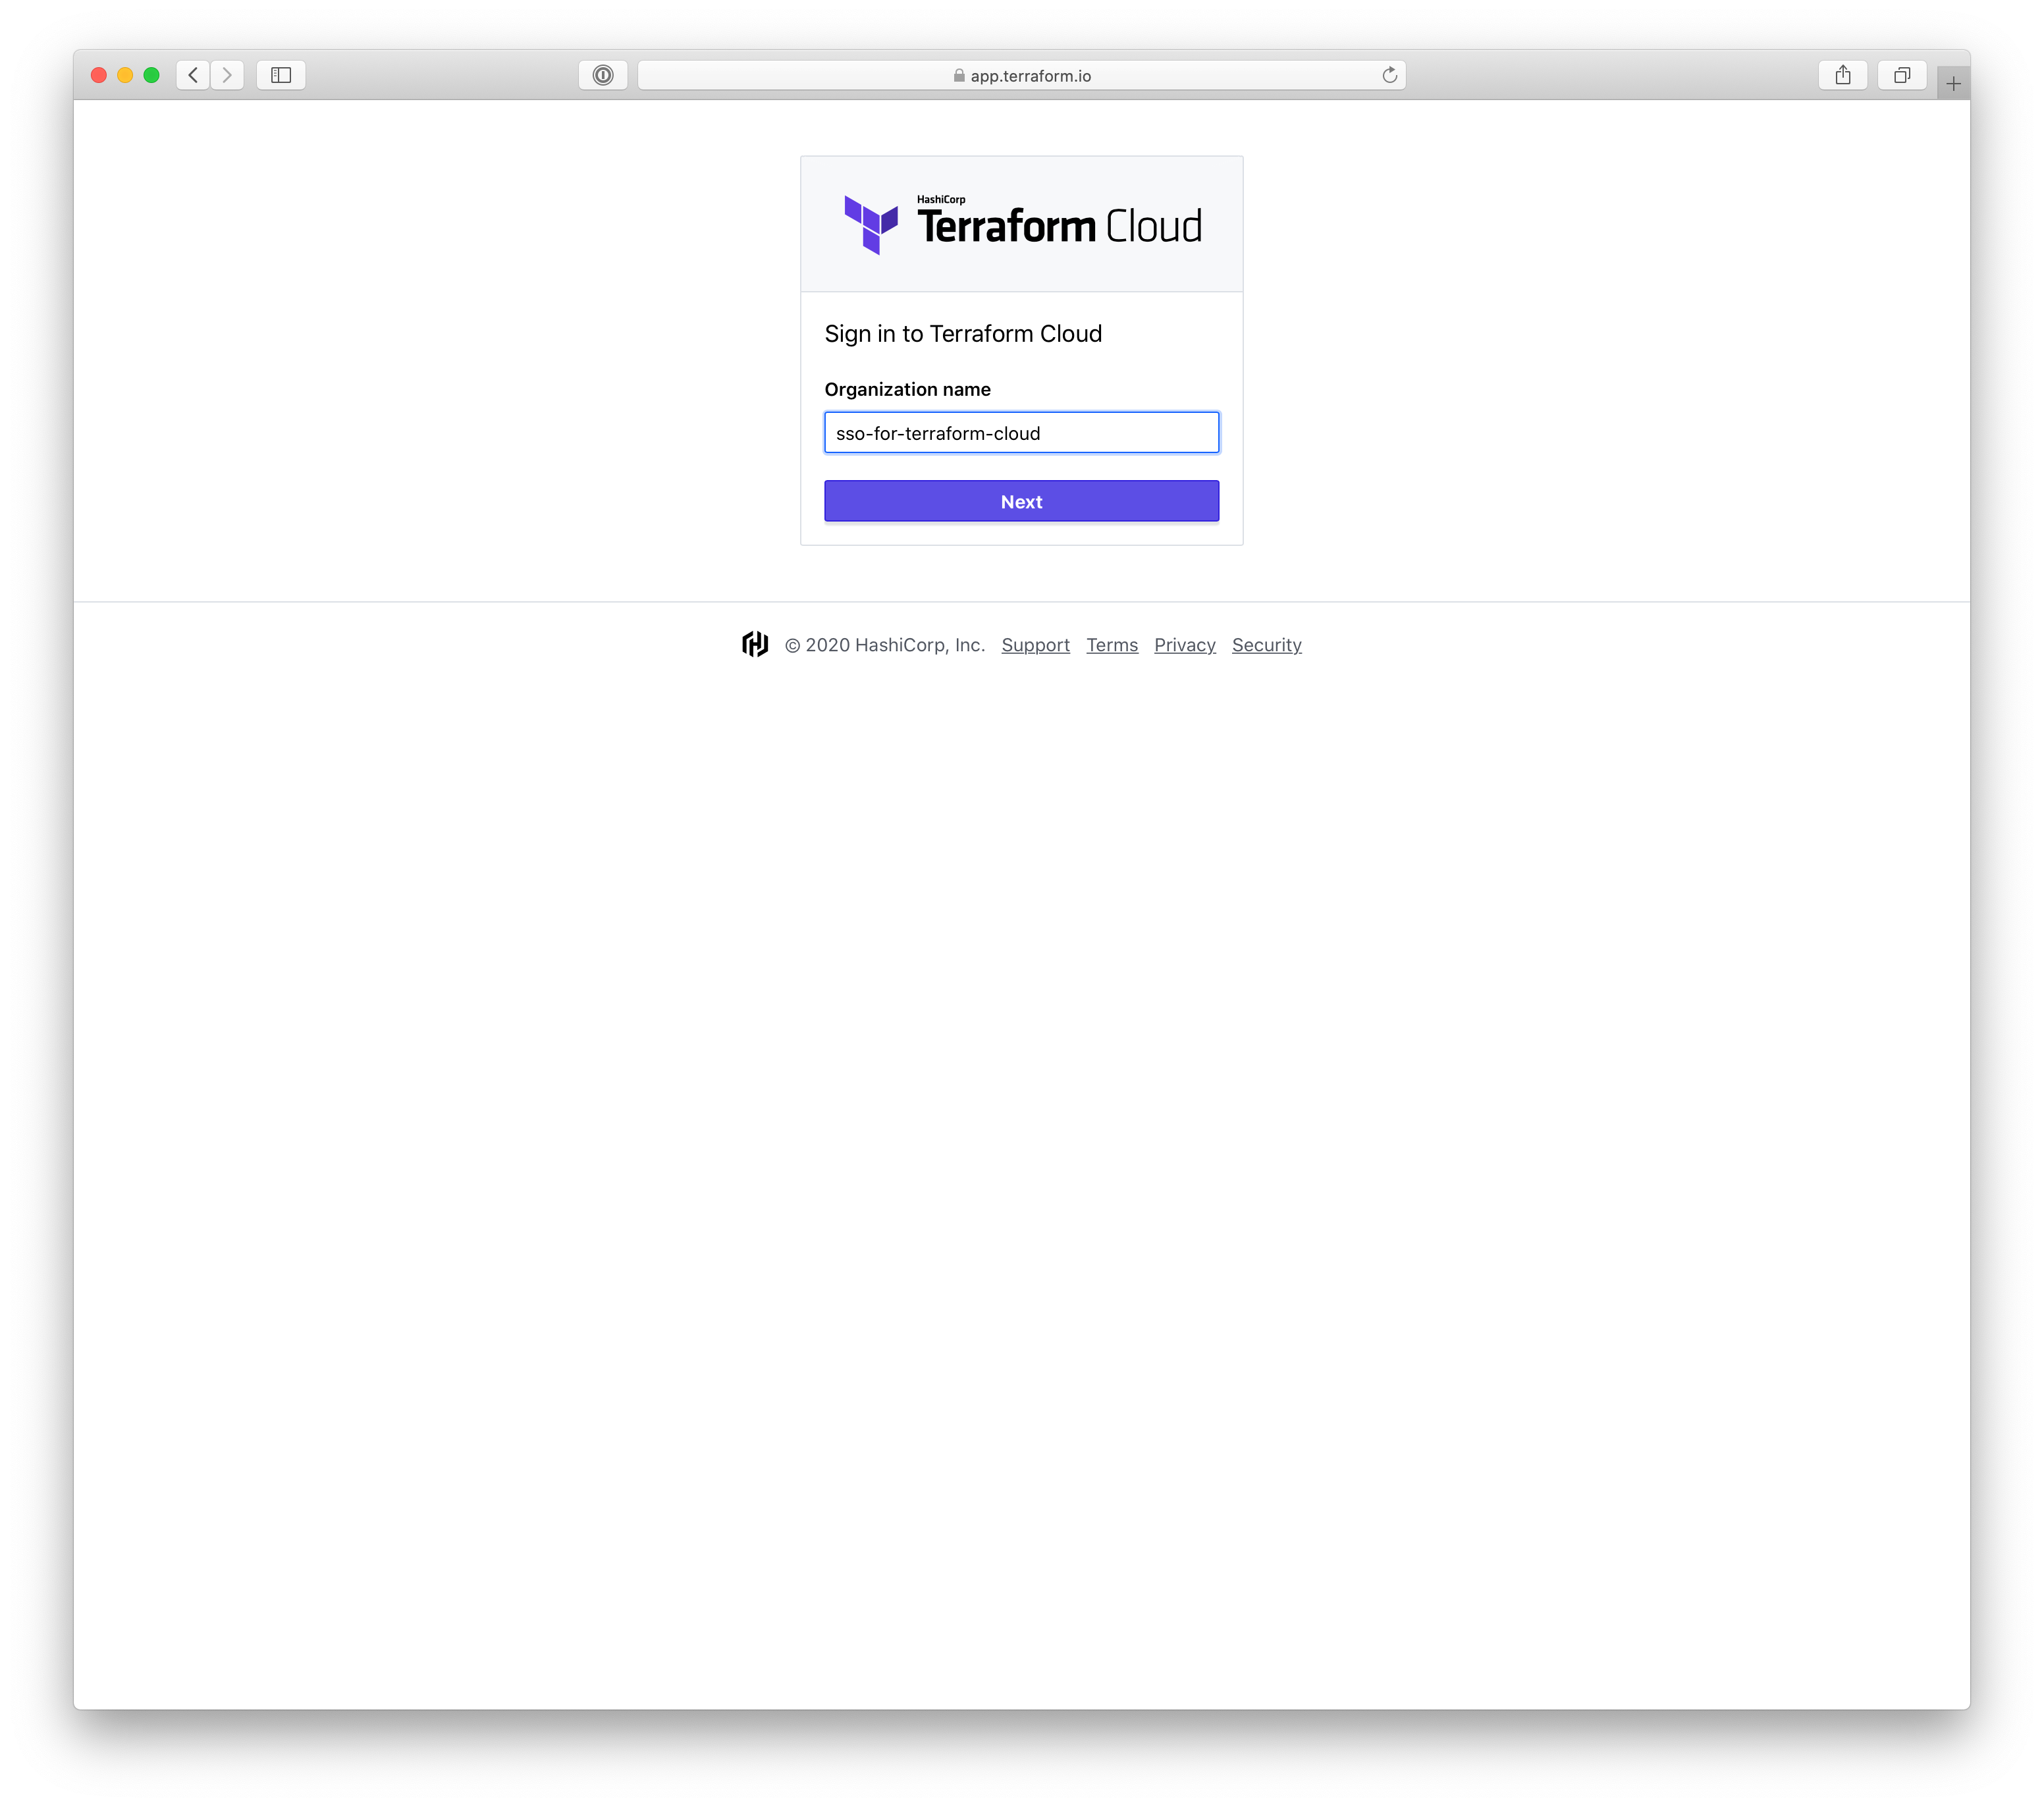 app.terraform.io
HashiCorp
Terraform Cloud
Sign in to Terraform Cloud
Organization name
sso-for-terraform-cloud
Next
© 2020 HashiCorp, Inc. Support Terms Privacy Security